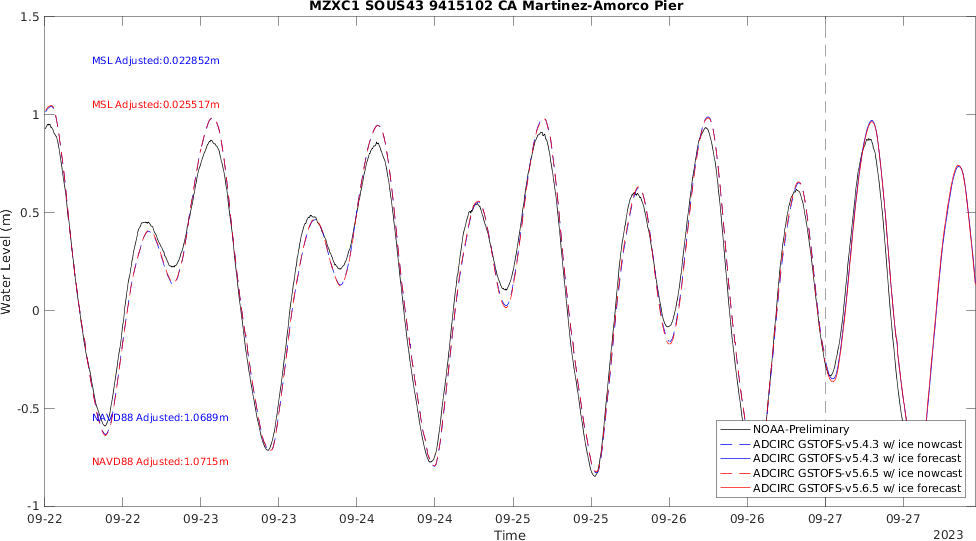 MZXC1 SOUS43 9415102 CA Martinez-Amorco Pier
1.5
MSL Adjusted:0.022852m
MSL Adjusted:0.025517m
1
0.5
Water Level (m)
0
-0.5
NAVD88 Adjusted:1.0689m
NAVD88 Adjusted:1.0715m
-1
NOAA-Preliminary
ADCIRC GSTOFS-v5.4.3 w/ ice nowcast
ADCIRC GSTOFS-v5.4.3 w/ ice forecast
ADCIRC GSTOFS-v5.6.5 w/ ice nowcast
ADCIRC GSTOFS-v5.6.5 w/ ice forecast
09-22 09-22 09-23 09-23 09-24 09-24 09-25 09-25 09-26 09-26 09-27 09-27
Time
2023